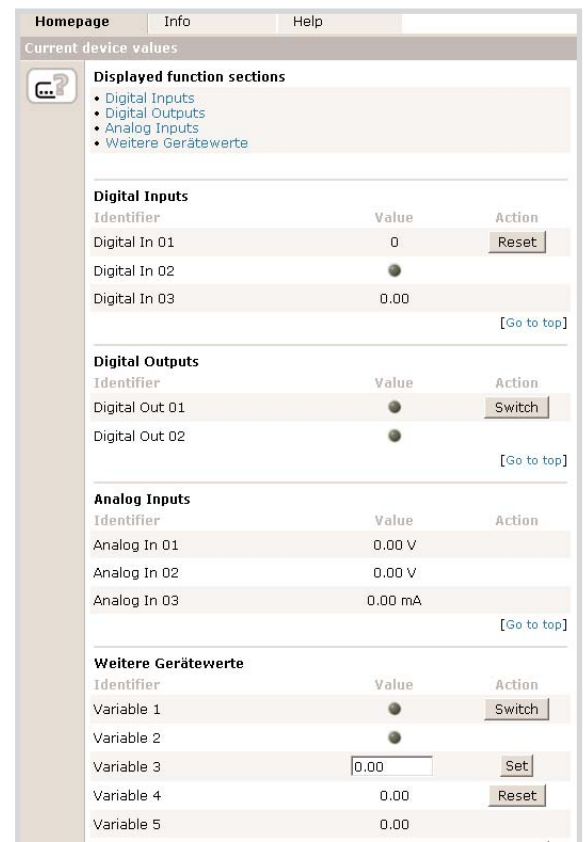 Homepage Info Help
Current device values
...?
Displayed function sections
• Digital Inputs
• Digital Outputs
• Analog Inputs
• Weitere Gerätewerte
Digital Inputs
Identifier Value Action
Digital In 01 0 Reset
Digital In 02
Digital In 03 0.00
[Go to top]
Digital Outputs
Identifier Value Action
Digital Out 01 Switch
Digital Out 02
[Go to top]
Analog Inputs
Identifier Value Action
Analog In 01 0.00 V
Analog In 02 0.00 V
Analog In 03 0.00 mA
[Go to top]
Weitere Gerätewerte
Identifier Value Action
Variable 1 Switch
Variable 2
Variable 3 0.00 Set
Variable 4 0.00 Reset
Variable 5 0.00